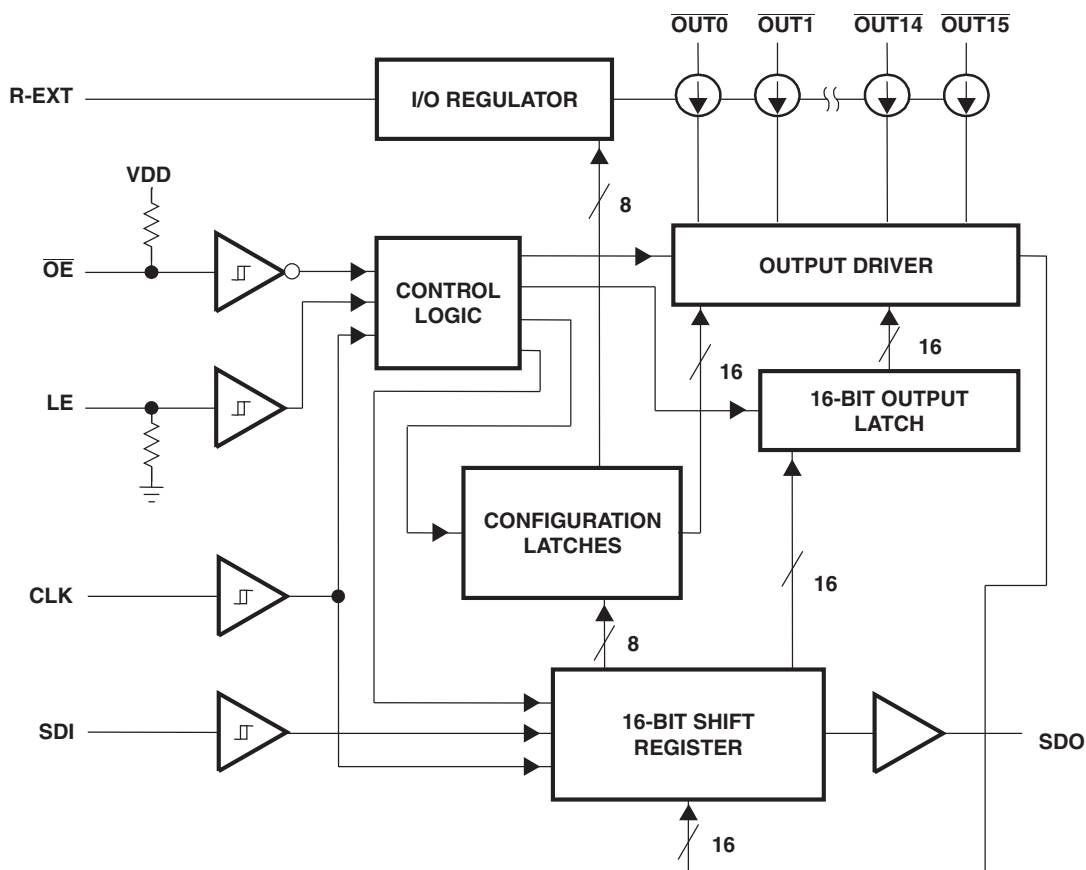 OUT0 OUT1 OUT14 OUT15
R-EXT
I/O REGULATOR
VDD
8
OE
CONTROL
LOGIC
OUTPUT DRIVER
16
16
LE
16-BIT OUTPUT
LATCH
CONFIGURATION
LATCHES
CLK
16
8
SDI
16-BIT SHIFT
REGISTER
SDO
16